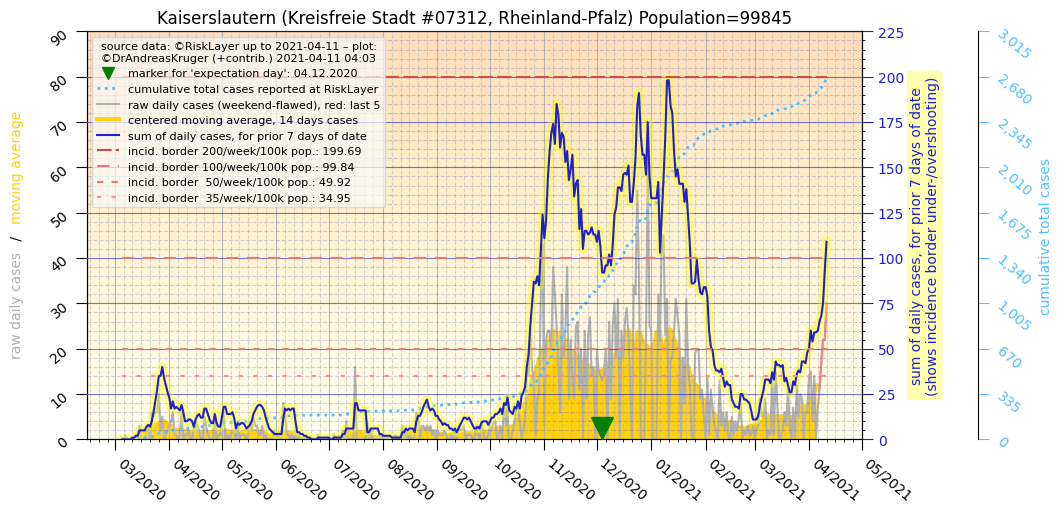 Kaiserslautern (Kreisfreie Stadt #07312, Rheinland-Pfalz) Population=99845
source data: ©RiskLayer up to 2021-04-11 – plot:
©DrAndreasKruger (+contrib.) 2021-04-11 04:03
marker for 'expectation day': 04.12.2020
cumulative total cases reported at RiskLayer
raw daily cases (weekend-flawed), red: last 5
centered moving average, 14 days cases
sum of daily cases, for prior 7 days of date
incid. border 200/week/100k pop.: 199.69
incid. border 100/week/100k pop.: 99.84
incid. border  50/week/100k pop.: 49.92
incid. border  35/week/100k pop.: 34.95
raw daily cases / moving average
90
80
70
60
50
40
30
20
10
0
03/2020
04/2020
05/2020
06/2020
07/2020
08/2020
09/2020
10/2020
11/2020
12/2020
01/2021
02/2021
03/2021
04/2021
05/2021
225
200
175
150
125
100
75
50
25
0
sum of daily cases, for prior 7 days of date
(shows incidence border under-/overshooting)
3,015
2,680
2,345
2,010
1,675
1,340
1,005
670
335
0
cumulative total cases